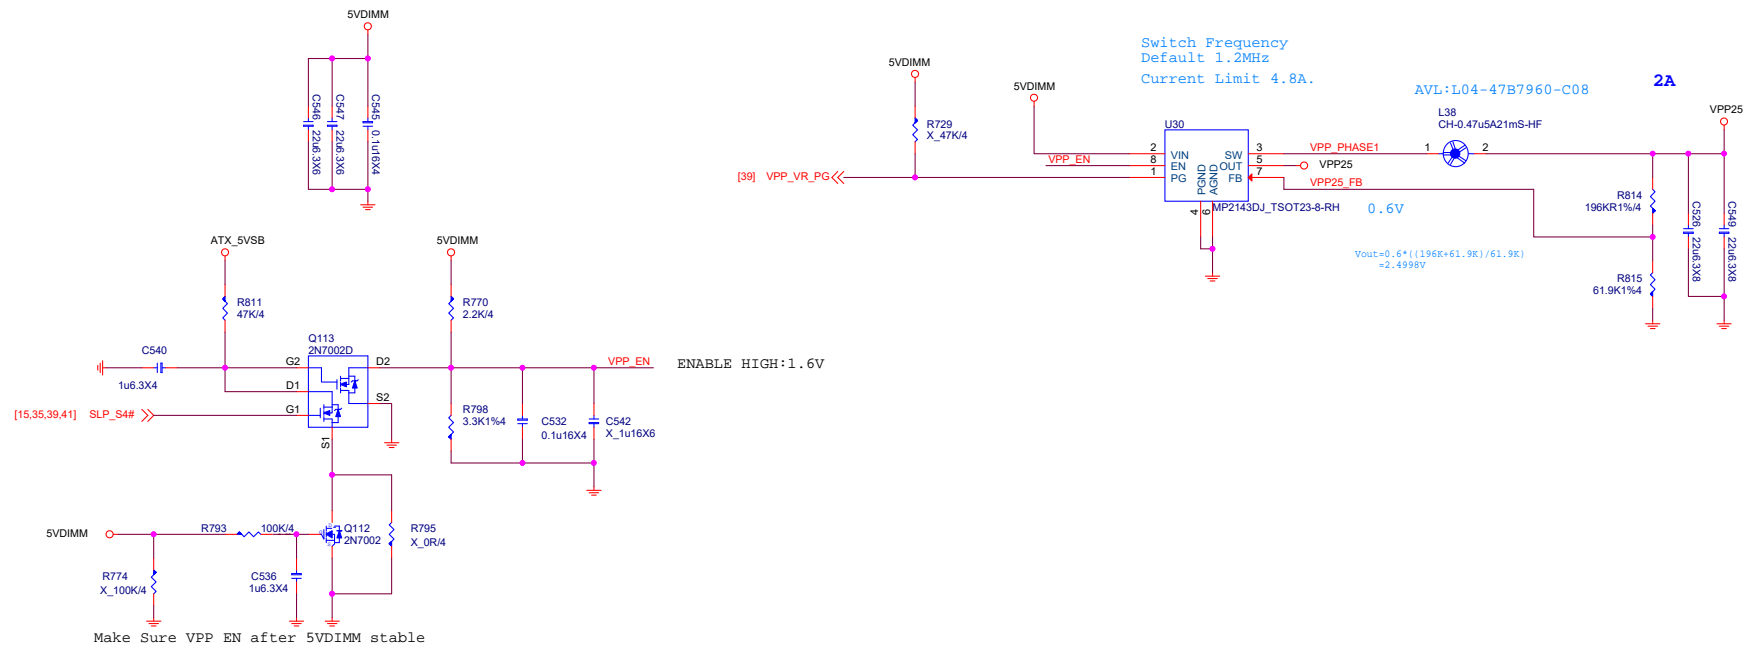 5VDIMM
C546 22u6.3X6
C547 22u6.3X6
C545 0.1u16X4
ATX_5VSB
R811
47K/4
5VDIMM
R770
2.2K/4
C540
1u6.3X4
Q113
2N7002D
G2
D1
G1
D2
S2
S1
[15,35,39,41] SLP_S4#
VPP_EN
ENABLE HIGH:1.6V
R798
3.3K1%4
C532
0.1u16X4
C542
X_1u16X6
5VDIMM
R793 100K/4
Q112
2N7002
R795
X_0R/4
R774
X_100K/4
C536
1u6.3X4
Make Sure VPP EN after 5VDIMM stable
Switch Frequency
Default 1.2MHz
Current Limit 4.8A.
5VDIMM
R729
X_47K/4
5VDIMM
[39] VPP_VR_PG
VPP_EN
U30
2 VIN
8 EN
1 PG
SW 3
OUT 5
FB 7
PGND 4
AGND 6
MP2143DJ_TSOT23-8-RH
VPP_PHASE1
VPP25
VPP25_FB
0.6V
Vout=0.6*((196K+61.9K)/61.9K)
=2.4998V
AVL:L04-47B7960-C08
L38
CH-0.47u5A21mS-HF
1 2
2A
VPP25
R814
196KR1%/4
R815
61.9K1%4
C526 22u6.3X8
C549 22u6.3X8